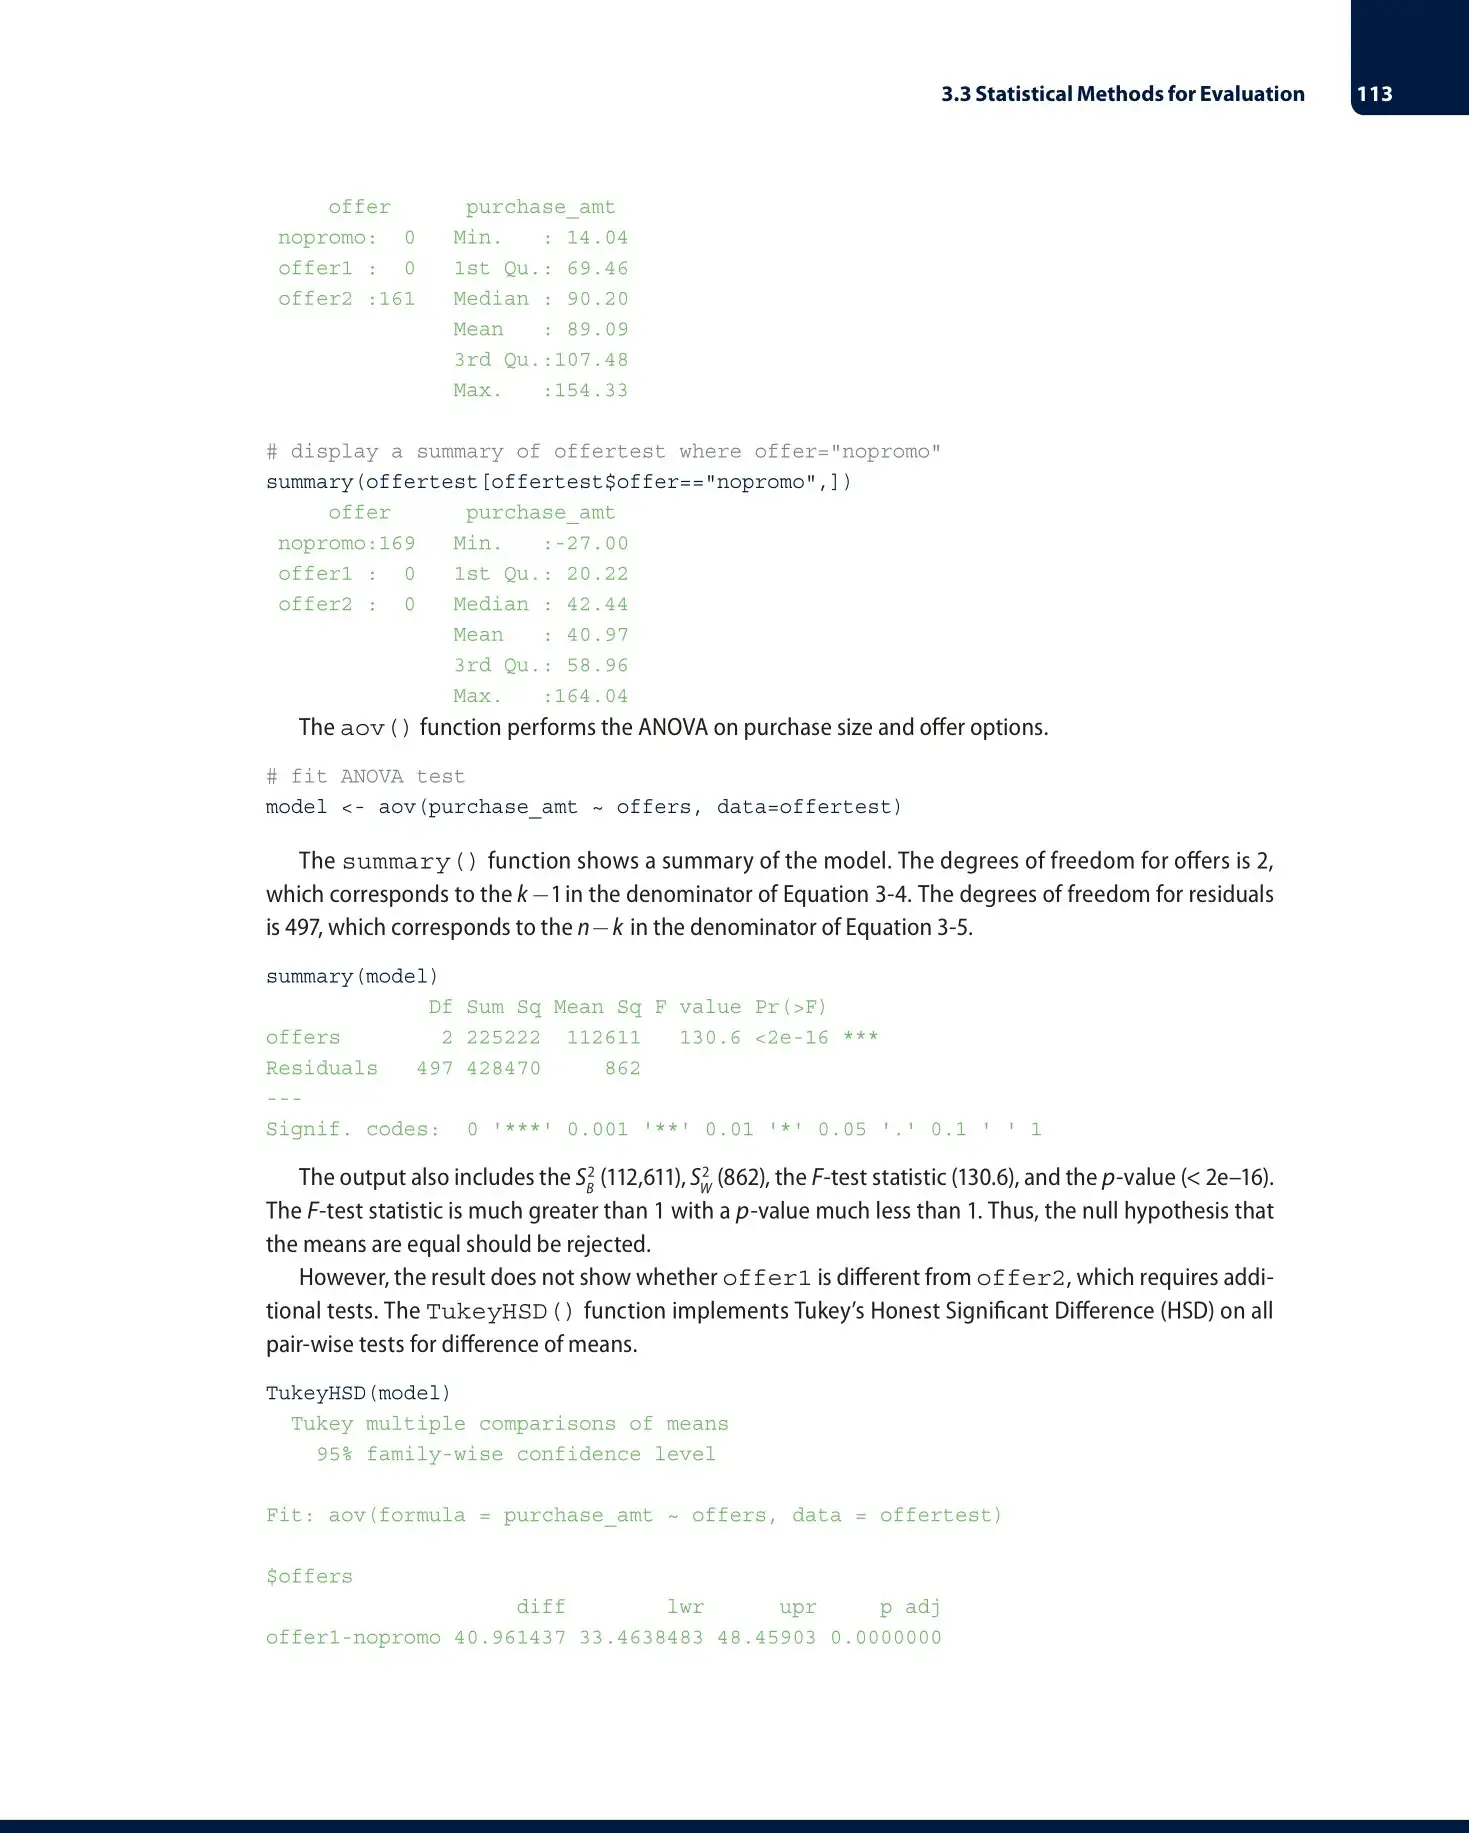 3.3 Statistical Methods for Evaluation 113
     offer      purchase_amt
 nopromo:  0   Min.   : 14.04
 offer1 :  0   1st Qu.: 69.46
 offer2 :161   Median : 90.20
               Mean   : 89.09
               3rd Qu.:107.48
               Max.   :154.33
# display a summary of offertest where offer="nopromo"
summary(offertest[offertest$offer=="nopromo",])
     offer      purchase_amt
 nopromo:169   Min.   :-27.00
 offer1 :  0   1st Qu.: 20.22
 offer2 :  0   Median : 42.44
               Mean   : 40.97
               3rd Qu.: 58.96
               Max.   :164.04
The aov() function performs the ANOVA on purchase size and offer options.
# fit ANOVA test
model <- aov(purchase_amt ~ offers, data=offertest)
The summary() function shows a summary of the model. The degrees of freedom for offers is 2,
which corresponds to the k – 1 in the denominator of Equation 3-4. The degrees of freedom for residuals
is 497, which corresponds to the n – k in the denominator of Equation 3-5.
summary(model)
             Df Sum Sq Mean Sq F value Pr(>F)
offers        2 225222  112611   130.6 <2e-16 ***
Residuals   497 428470     862
---
Signif. codes:  0 '***' 0.001 '**' 0.01 '*' 0.05 '.' 0.1 ' ' 1
The output also includes the S²B (112,611), S²W (862), the F-test statistic (130.6), and the p-value (< 2e–16).
The F-test statistic is much greater than 1 with a p-value much less than 1. Thus, the null hypothesis that
the means are equal should be rejected.
However, the result does not show whether offer1 is different from offer2, which requires addi-
tional tests. The TukeyHSD() function implements Tukey’s Honest Significant Difference (HSD) on all
pair-wise tests for difference of means.
TukeyHSD(model)
  Tukey multiple comparisons of means
    95% family-wise confidence level
Fit: aov(formula = purchase_amt ~ offers, data = offertest)
$offers
                    diff        lwr      upr     p adj
offer1-nopromo 40.961437 33.4638483 48.45903 0.0000000